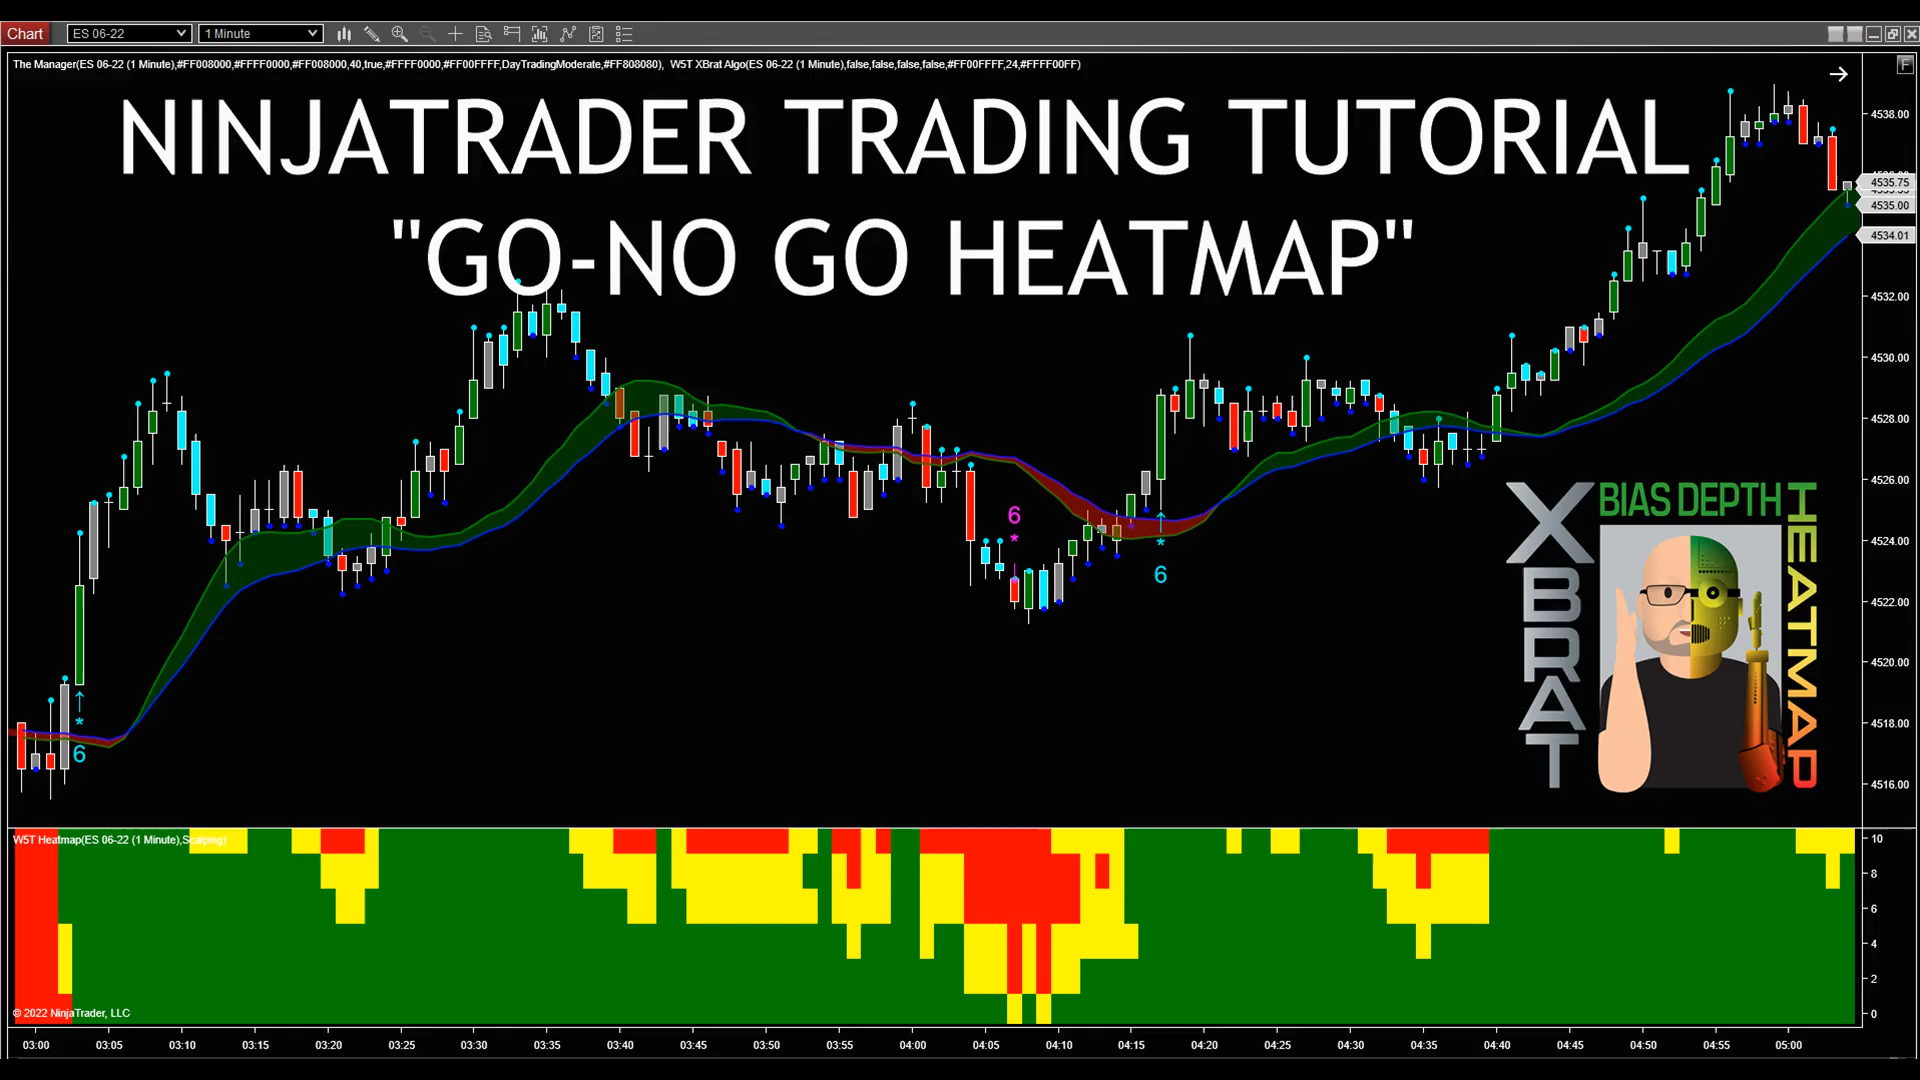 Chart
ES 06-22
1 Minute
The Manager(ES 06-22 (1 Minute),#FF008000,#FFFF0000,#FF008000,40,true,#FFFF0000,#FF00FFFF,DayTradingModerate,#FF808080), W5T XBrat Algo(ES 06-22 (1 Minute),false,false,false,false,#FF00FFFF,24,#FFFF00FF)
F
NINJATRADER TRADING TUTORIAL
"GO-NO GO HEATMAP"
4538.00
4535.75
4535.00
4534.01
4532.00
4530.00
4528.00
4526.00
4524.00
4522.00
4520.00
4518.00
4516.00
6
*
6
*
6
*
XBRAT
BIAS DEPTH
HEATMAP
W5T Heatmap(ES 06-22 (1 Minute),Scalping)
10
8
6
4
2
0
© 2022 NinjaTrader, LLC
03:00 03:05 03:10 03:15 03:20 03:25 03:30 03:35 03:40 03:45 03:50 03:55 04:00 04:05 04:10 04:15 04:20 04:25 04:30 04:35 04:40 04:45 04:50 04:55 05:00